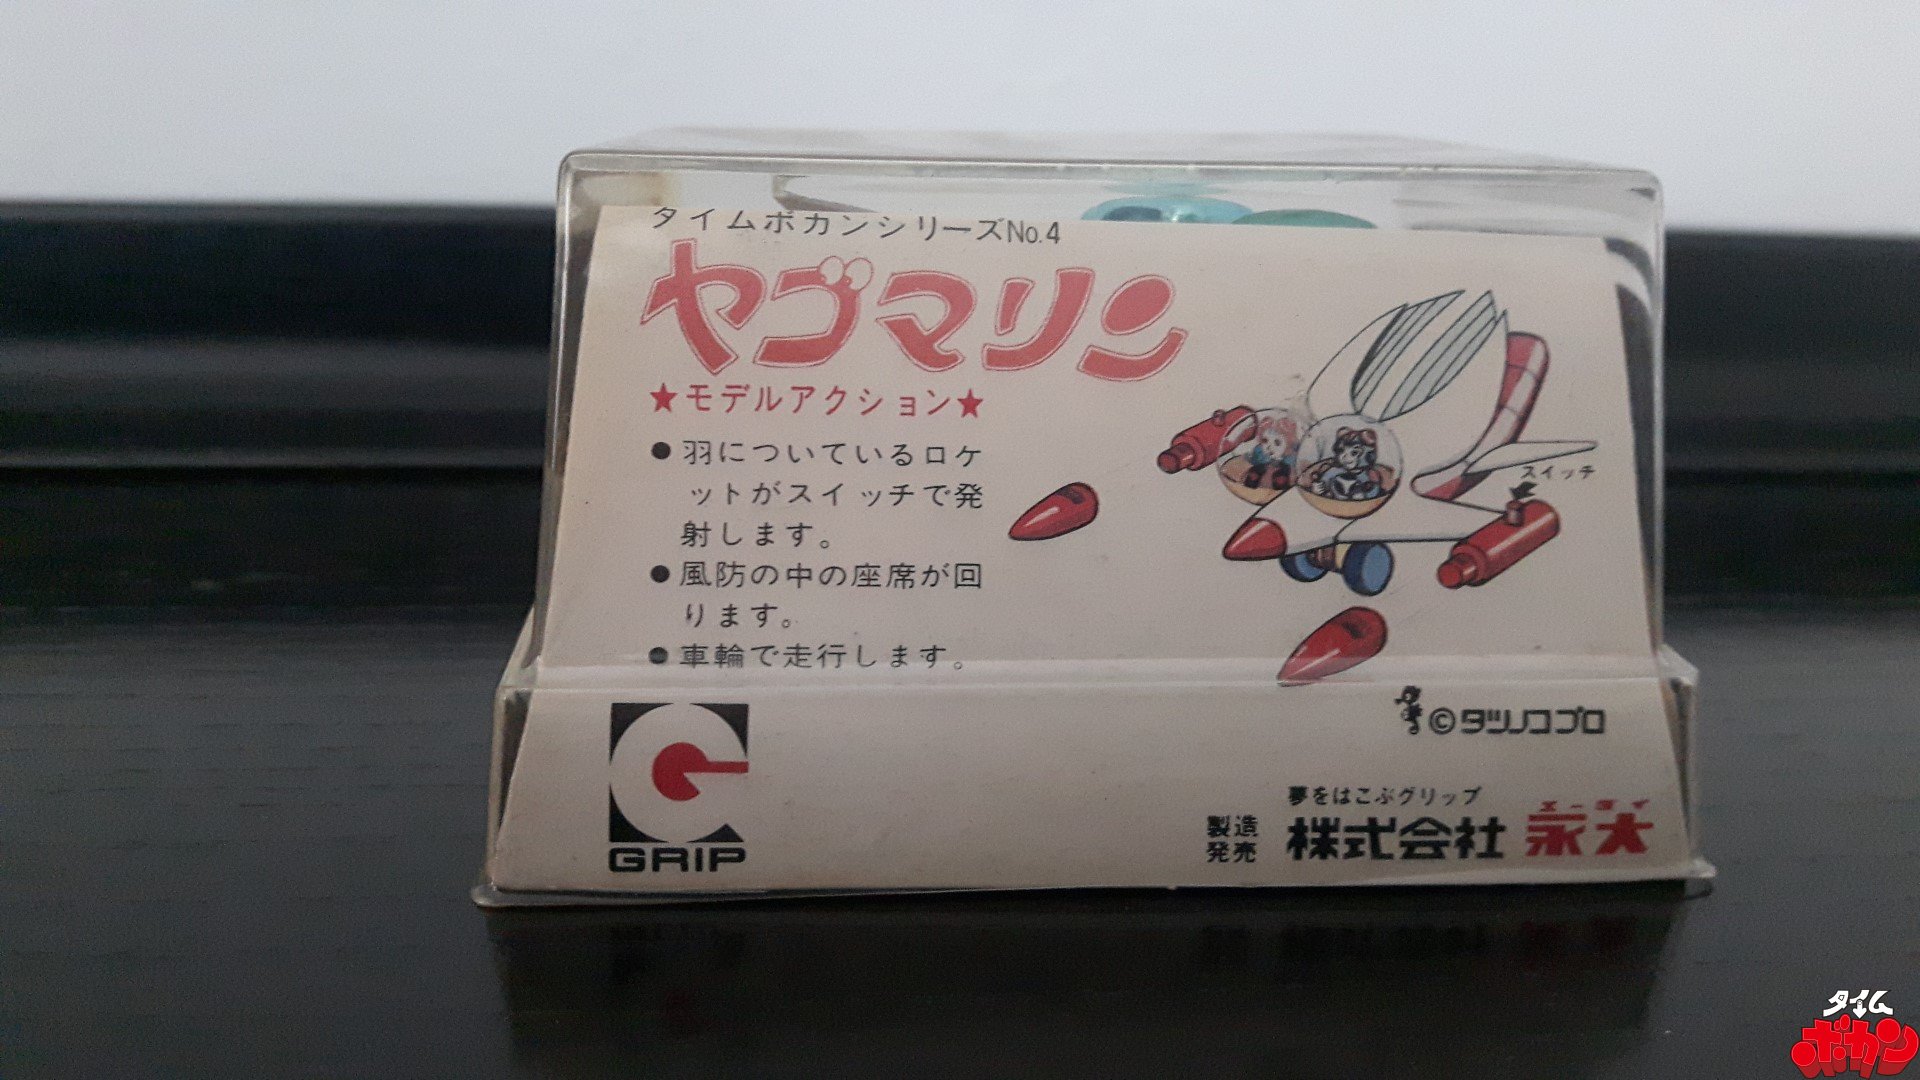 タイムボカンシリーズNo.4
ヤゴマリン
★モデルアクション★
●羽についているロケ
ットがスイッチで発
射します。
●風防の中の座席が回
ります。
●車輪で走行します。
スイッチ
GRIP
©タツノコプロ
夢をはこぶグリップ
製造
発売
株式会社
エーダイ
永大
タイム
ボカン